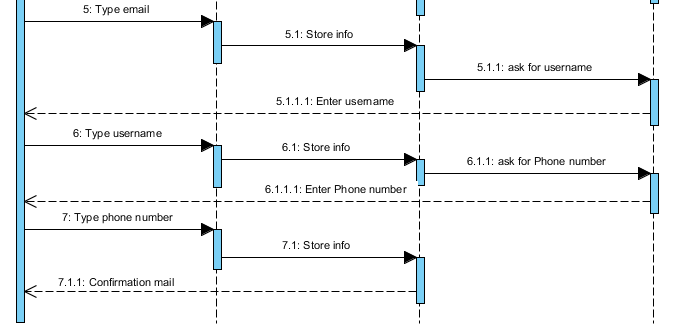 5: Type email
5.1: Store info
5.1.1: ask for username
5.1.1.1: Enter username
6: Type username
6.1: Store info
6.1.1: ask for Phone number
6.1.1.1: Enter Phone number
7: Type phone number
7.1: Store info
7.1.1: Confirmation mail